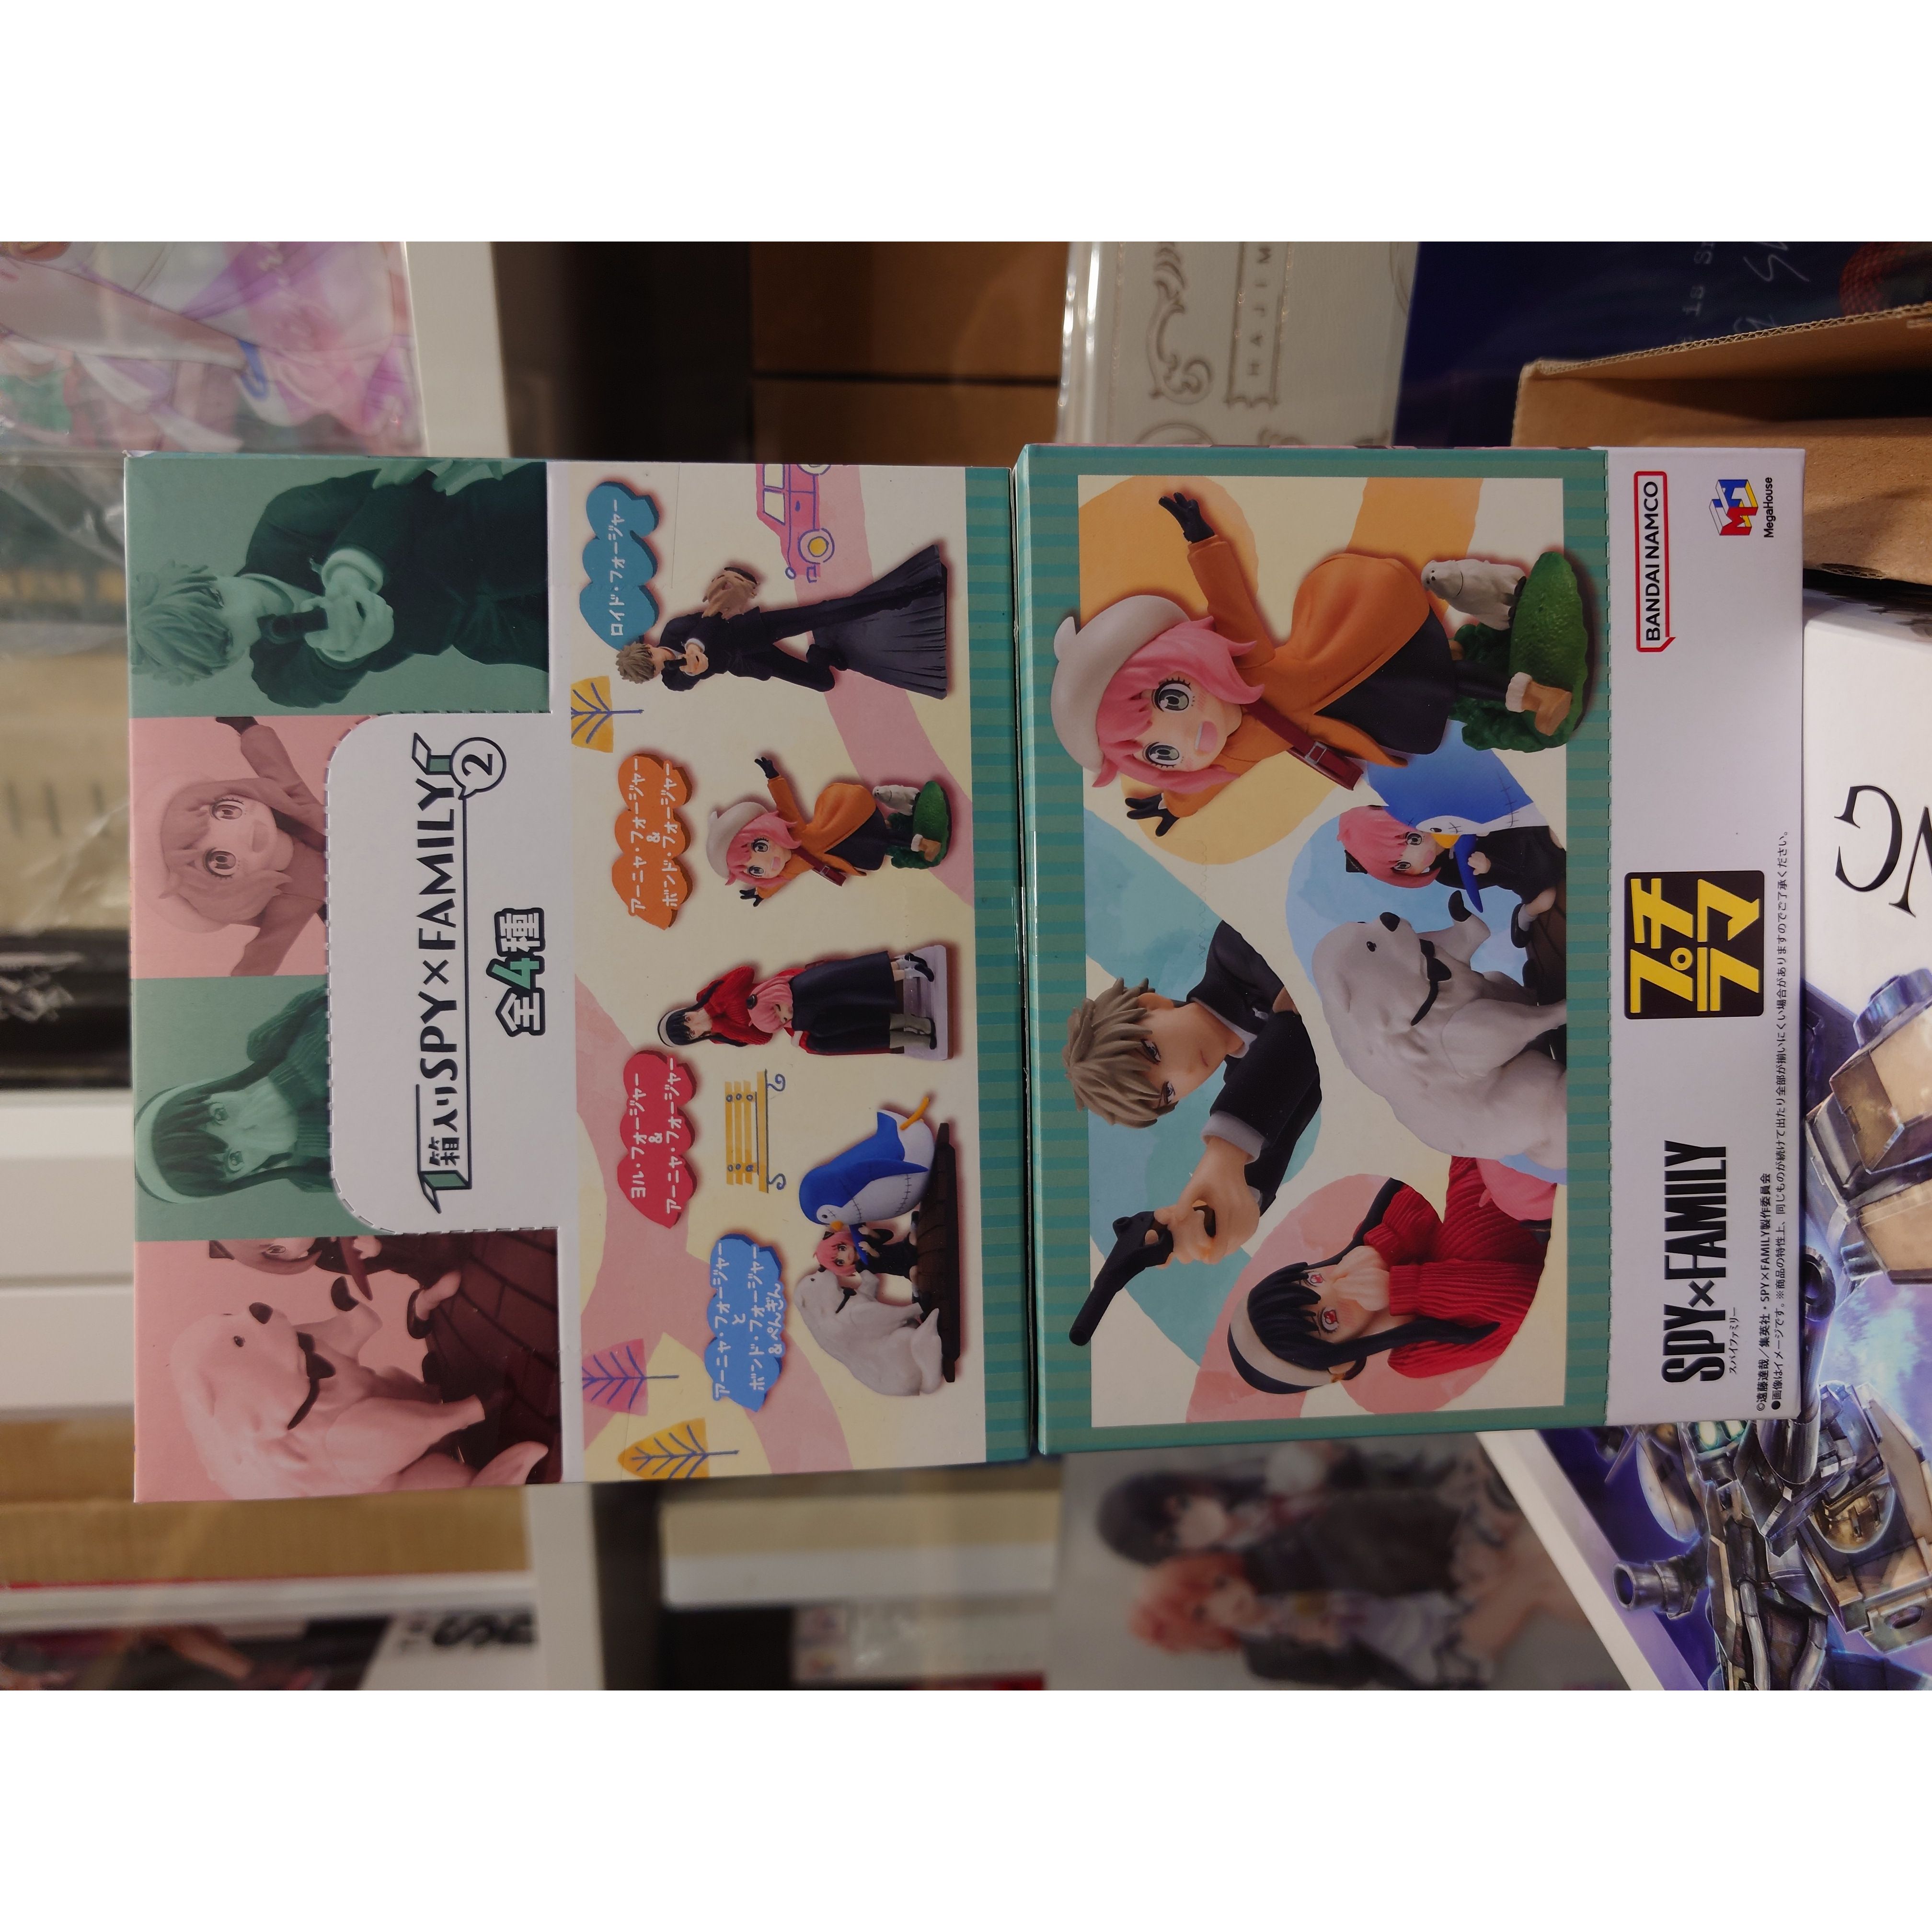 箱入りSPY×FAMILY②
全4種
アーニャ・フォージャー
と
ボンド・フォージャー
&ぺんぎん
ヨル・フォージャー
&
アーニャ・フォージャー
アーニャ・フォージャー
&
ボンド・フォージャー
ロイド・フォージャー
SPY×FAMILY
スパイファミリー
プチ
ラマ
BANDAI NAMCO
MegaHouse
©遠藤達哉/集英社・SPY×FAMILY製作委員会
●画像はイメージです。※商品の特性上、同じものが続けて出たり全部が揃いにくい場合がありますのでご了承ください。
HAJIM